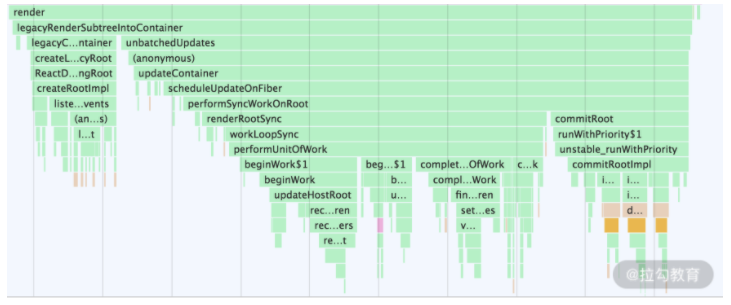 render
legacyRenderSubtreeIntoContainer
legacyC...ntainer unbatchedUpdates
createL...cyRoot (anonymous)
ReactD...ngRoot updateContainer
createRootImpl scheduleUpdateOnFiber
liste...vents performSyncWorkOnRoot
(an...s) renderRootSync commitRoot
l...t workLoopSync runWithPriority$1
performUnitOfWork unstable_runWithPriority
beginWork$1 beg...$1 complet...OfWork c...k commitRootImpl
beginWork b... compl...Work i... i...
updateHostRoot u... fin...ren i...
rec...ren set...es d...
rec...ers v...
re...t
@拉勾教育